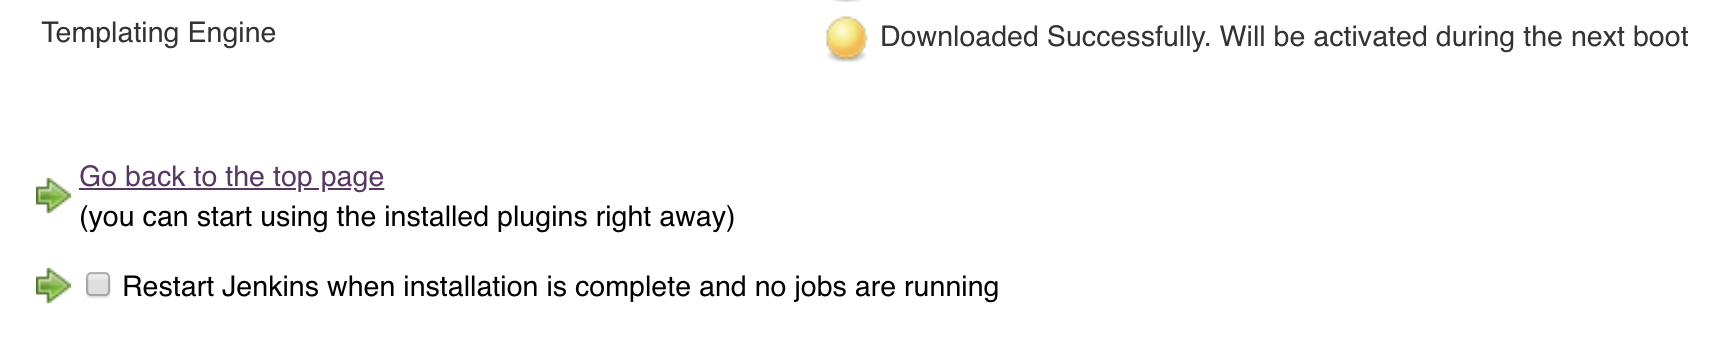 Templating Engine
Downloaded Successfully. Will be activated during the next boot
Go back to the top page
(you can start using the installed plugins right away)
Restart Jenkins when installation is complete and no jobs are running